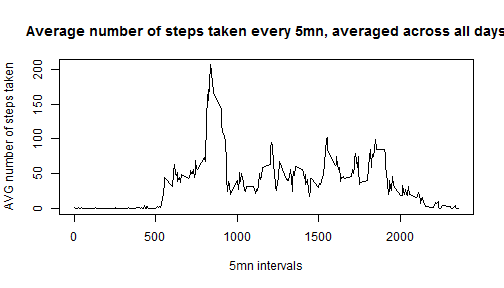 Average number of steps taken every 5mn, averaged across all days
AVG number of steps taken
200
150
100
50
0
0 500 1000 1500 2000
5mn intervals